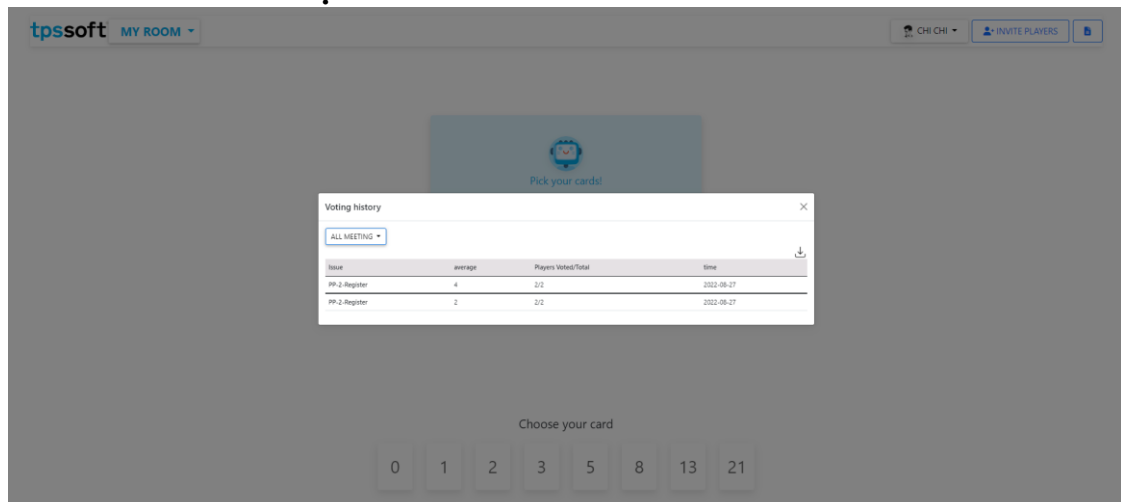 tpssoft MY ROOM CHI CHI INVITE PLAYERS
Pick your cards!
Voting history
ALL MEETING
Issue average Players Voted/Total time
PP-2-Register 4 2/2 2022-08-27
PP-2-Register 2 2/2 2022-08-27
Choose your card
0 1 2 3 5 8 13 21